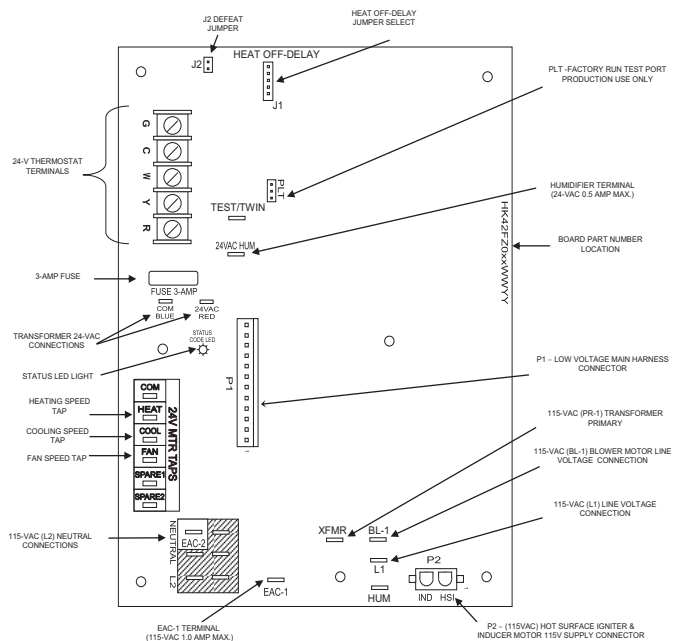 J2 DEFEAT
JUMPER
HEAT OFF-DELAY
JUMPER SELECT
J2
HEAT OFF-DELAY
J1
PLT -FACTORY RUN TEST PORT
PRODUCTION USE ONLY
24-V THERMOSTAT
TERMINALS
G
C
W
Y
R
PLT
TEST/TWIN
HUMIDIFIER TERMINAL
(24-VAC 0.5 AMP MAX.)
24VAC HUM
HK42FZ0xxWWYY
BOARD PART NUMBER
LOCATION
3-AMP FUSE
FUSE 3-AMP
COM
BLUE
24VAC
RED
TRANSFORMER 24-VAC
CONNECTIONS
STATUS
CODE LED
STATUS LED LIGHT
P1
P1 – LOW VOLTAGE MAIN HARNESS
CONNECTOR
HEATING SPEED
TAP
COOLING SPEED
TAP
FAN SPEED TAP
COM
HEAT
COOL
FAN
SPARE1
SPARE2
24V MTR TAPS
115-VAC (PR-1) TRANSFORMER
PRIMARY
115-VAC (BL-1) BLOWER MOTOR LINE
VOLTAGE CONNECTION
115-VAC (L1) LINE VOLTAGE
CONNECTION
115-VAC (L2) NEUTRAL
CONNECTIONS
NEUTRAL L2
EAC-2
XFMR
BL-1
L1
P2
EAC-1
HUM
IND
HSI
EAC-1 TERMINAL
(115-VAC 1.0 AMP MAX.)
P2 – (115VAC) HOT SURFACE IGNITER &
INDUCER MOTOR 115V SUPPLY CONNECTOR